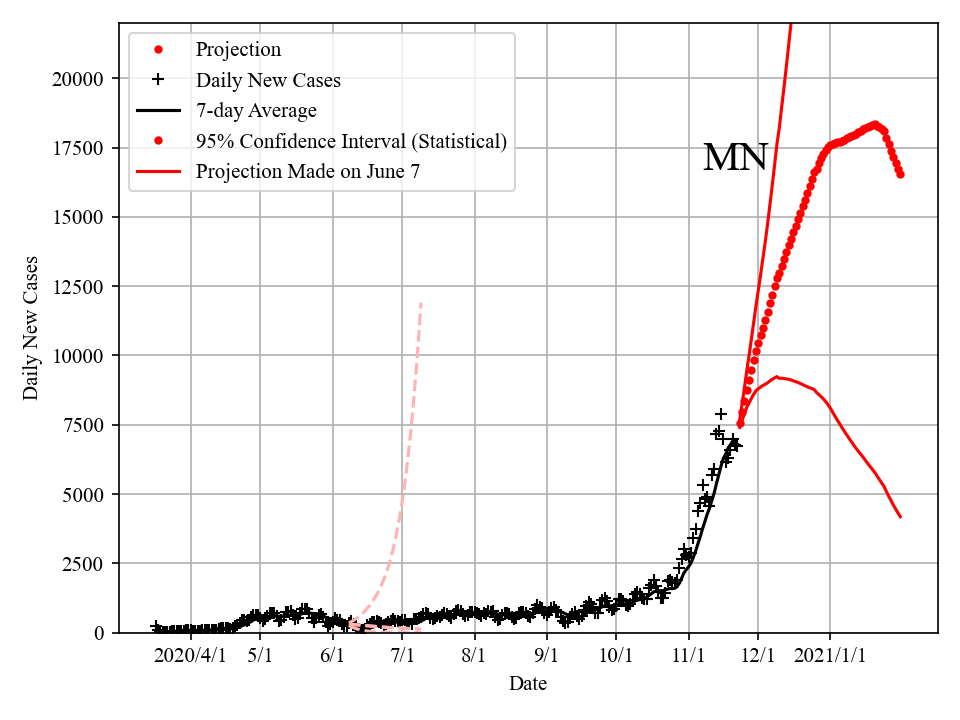 Projection
Daily New Cases
7-day Average
95% Confidence Interval (Statistical)
Projection Made on June 7
MN
20000
17500
15000
12500
10000
7500
5000
2500
0
Daily New Cases
2020/4/1 5/1 6/1 7/1 8/1 9/1 10/1 11/1 12/1 2021/1/1
Date